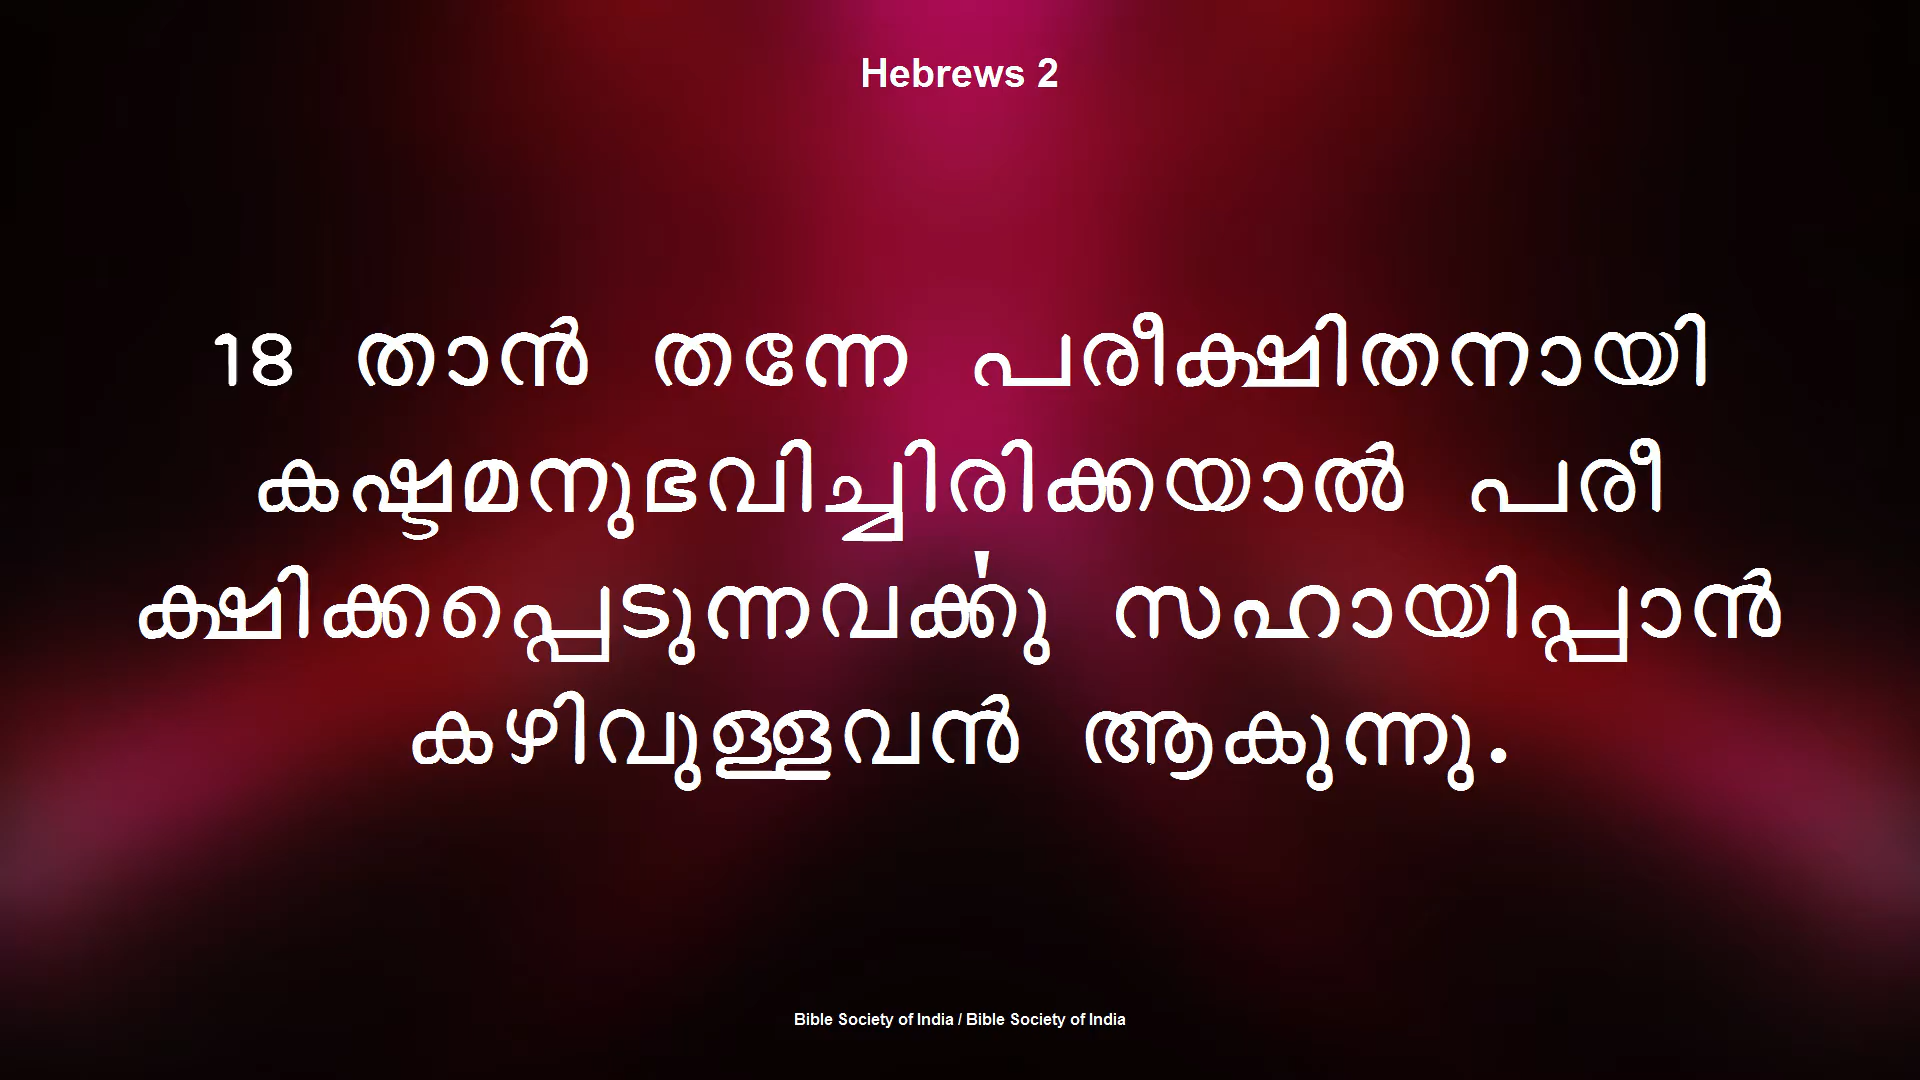 Hebrews 2
18 താൻ തന്നേ പരീക്ഷിതനായി
കഷ്ടമനുഭവിച്ചിരിക്കയാൽ പരീ
ക്ഷിക്കപ്പെടുന്നവൎക്കു സഹായിപ്പാൻ
കഴിവുള്ളവൻ ആകുന്നു.
Bible Society of India / Bible Society of India